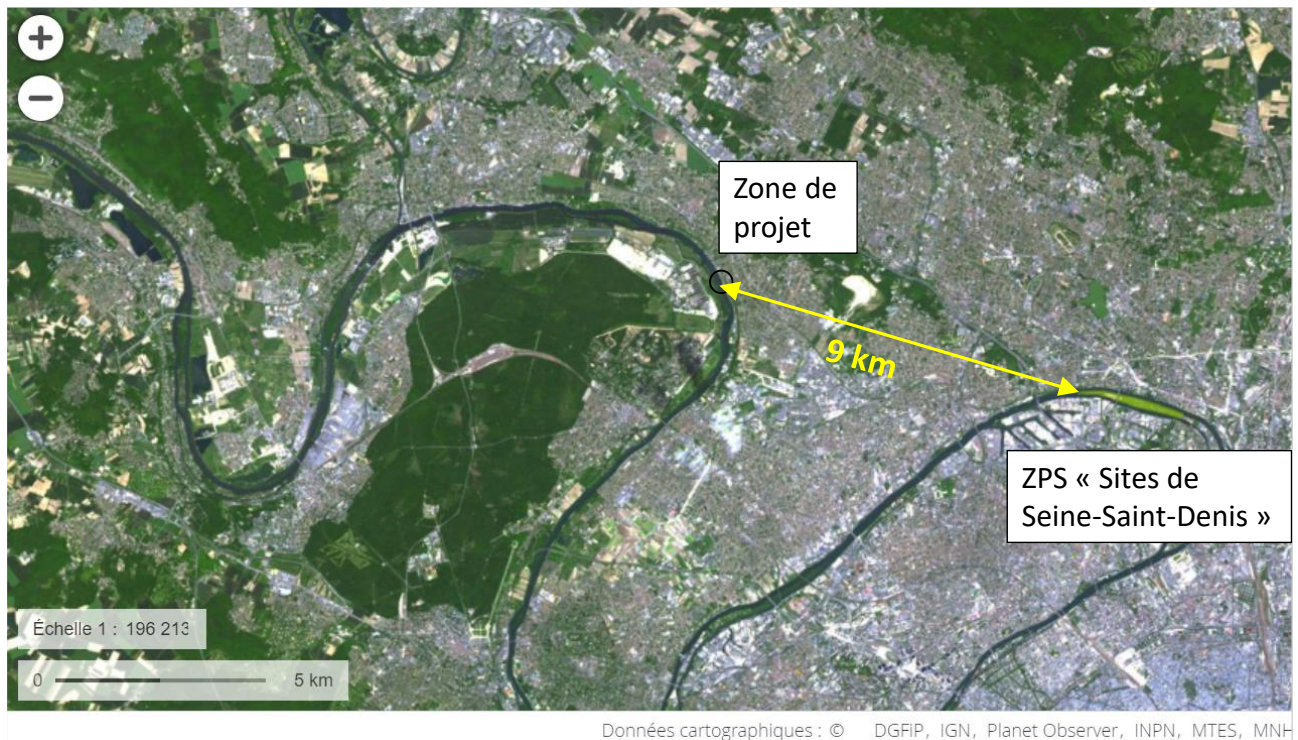 +
−
Zone de
projet
9 km
ZPS « Sites de
Seine-Saint-Denis »
Échelle 1 : 196 213
0 5 km
Données cartographiques : © DGFiP, IGN, Planet Observer, INPN, MTES, MNH